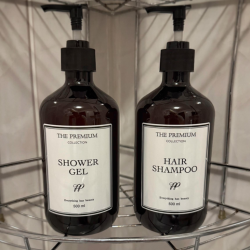 THE PREMIUM
COLLECTION
SHOWER
GEL
500 ml
THE PREMIUM
COLLECTION
HAIR
SHAMPOO
500 ml